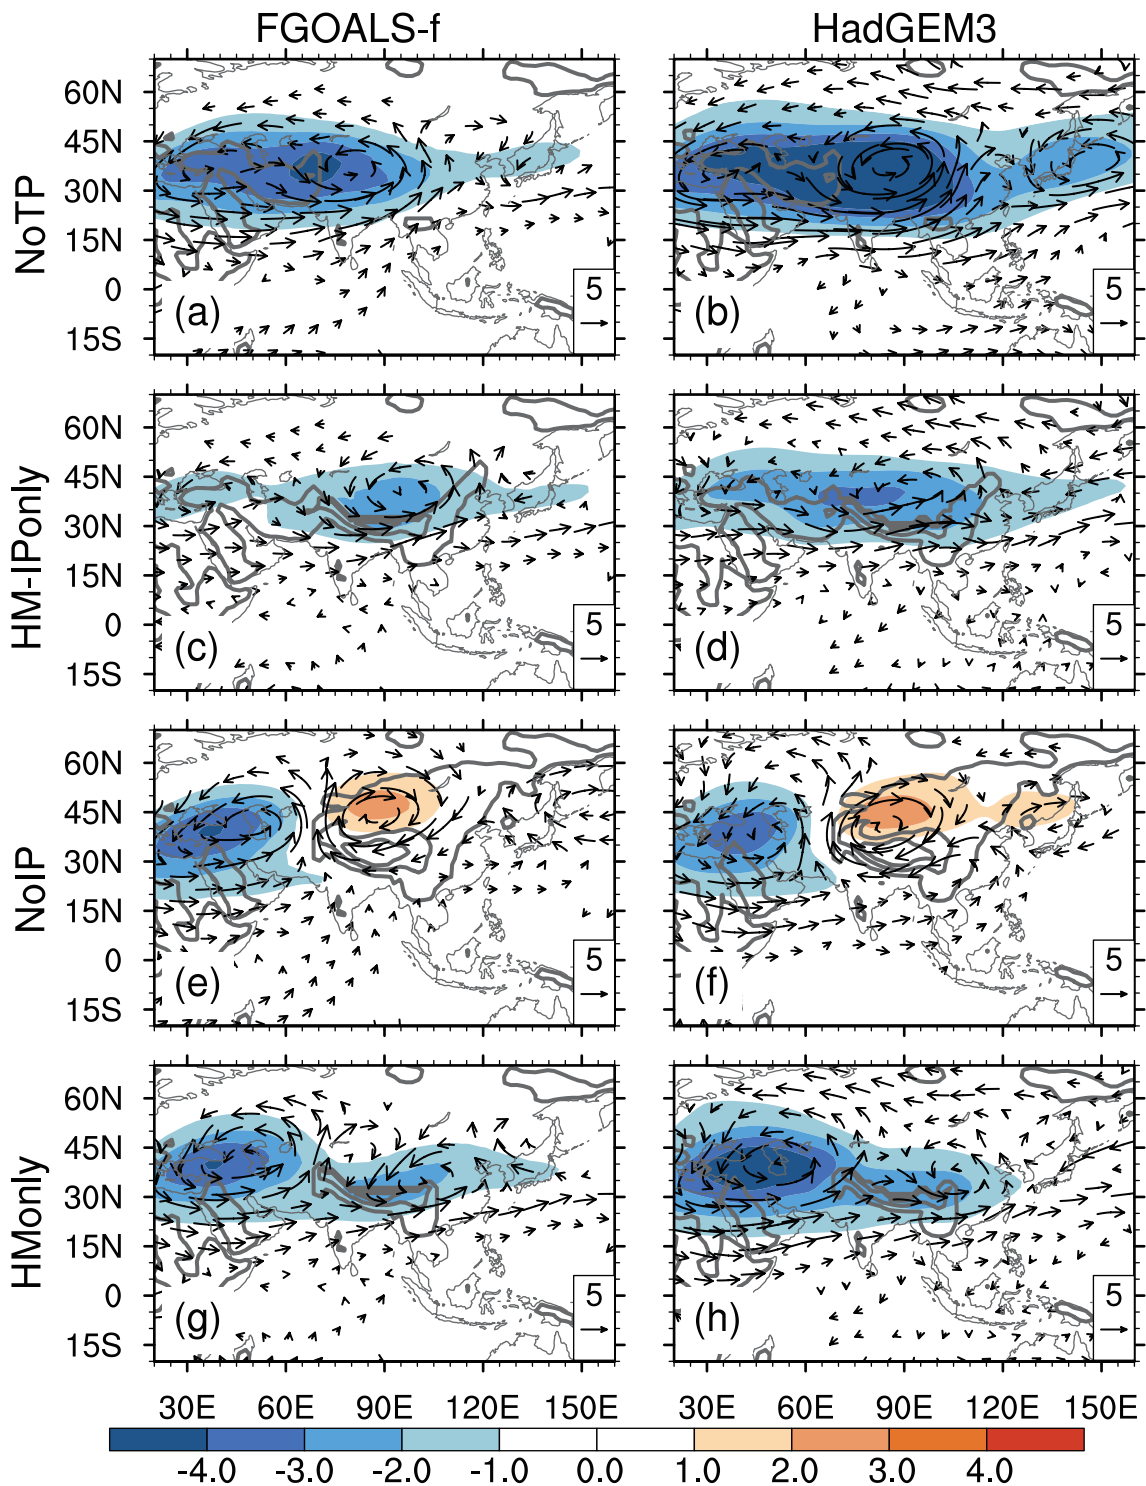 FGOALS-f HadGEM3
NoTP
60N
45N
30N
15N
0
15S
(a) 5
(b) 5
HM-IPonly
60N
45N
30N
15N
0
15S
(c) 5
(d) 5
NoIP
60N
45N
30N
15N
0
15S
(e) 5
(f) 5
HMonly
60N
45N
30N
15N
0
15S
(g) 5
(h) 5
30E 60E 90E 120E 150E 30E 60E 90E 120E 150E
-4.0 -3.0 -2.0 -1.0 0.0 1.0 2.0 3.0 4.0